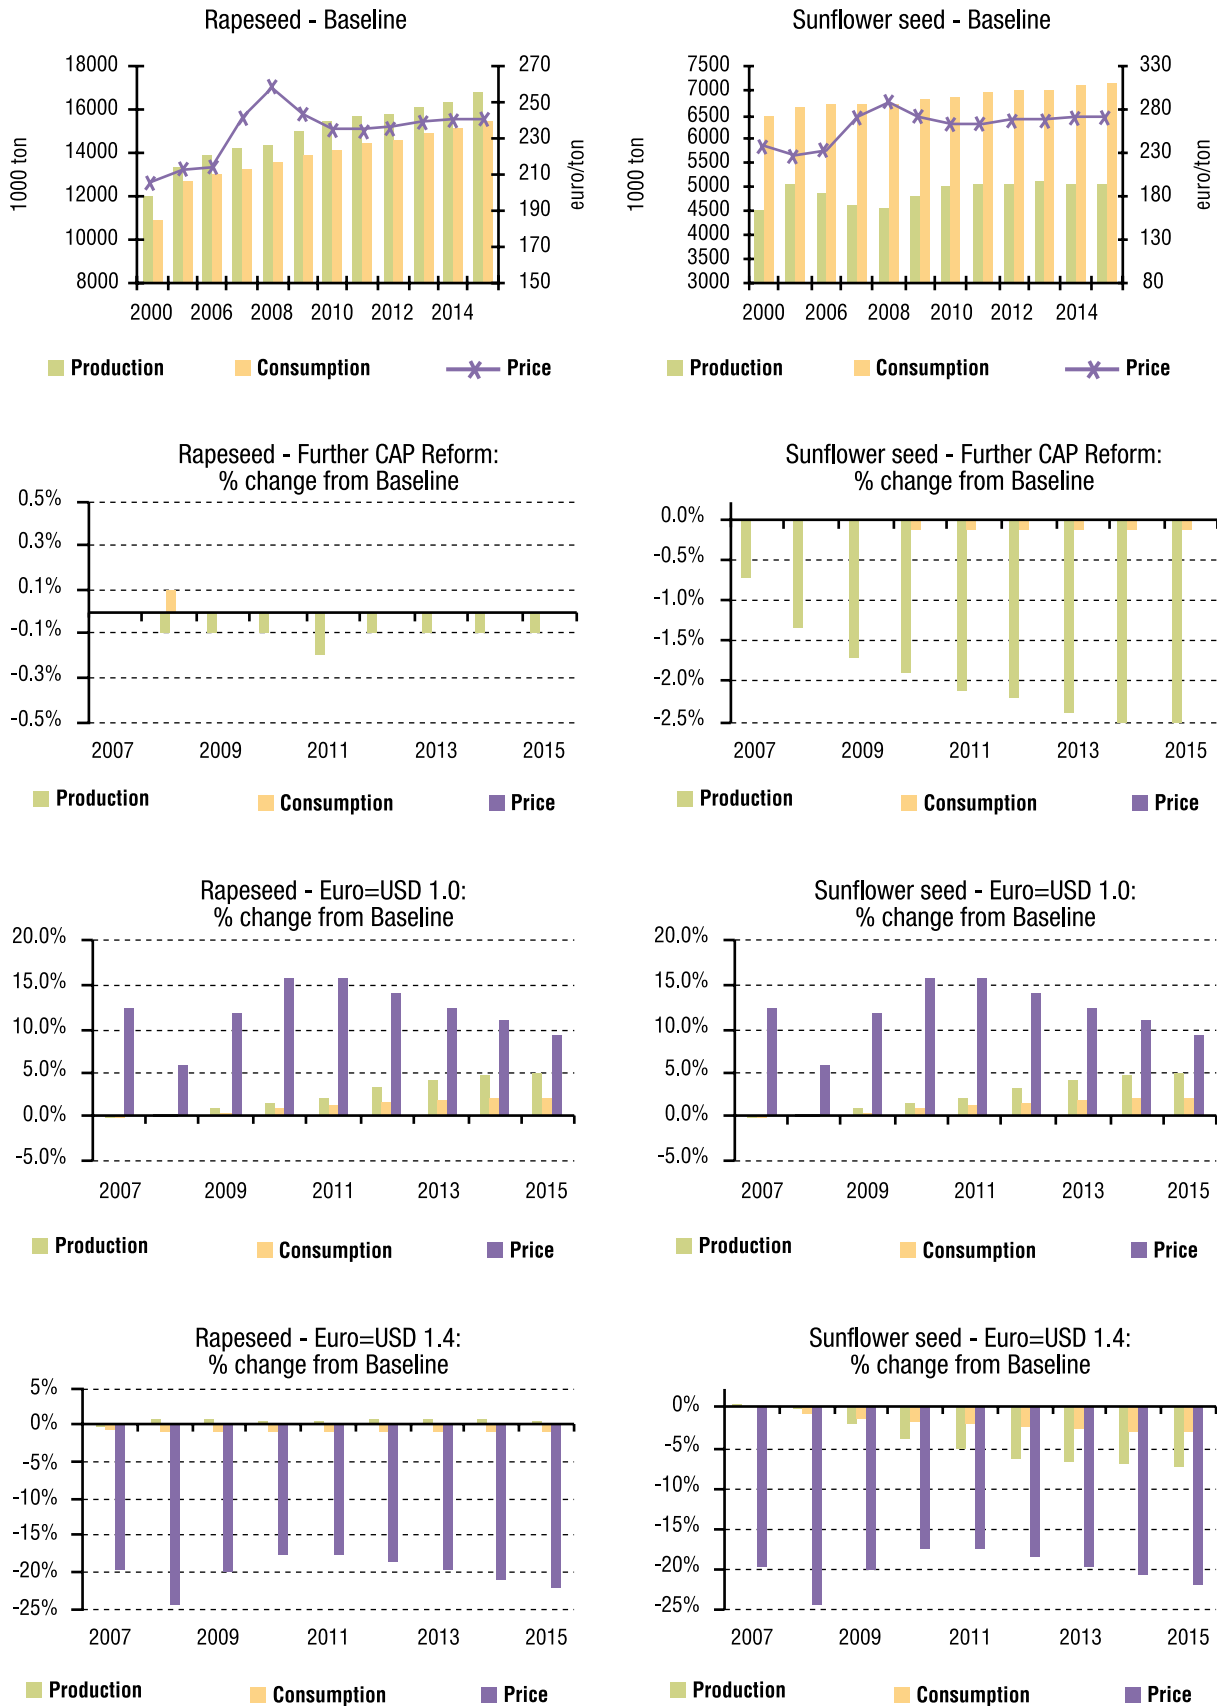 Rapeseed - Baseline
18000
16000
14000
12000
10000
8000
1000 ton
270
250
230
210
190
170
150
euro/ton
2000 2006 2008 2010 2012 2014
Production Consumption Price
Sunflower seed - Baseline
7500
7000
6500
6000
5500
5000
4500
4000
3500
3000
1000 ton
330
280
230
180
130
80
euro/ton
2000 2006 2008 2010 2012 2014
Production Consumption Price
Rapeseed - Further CAP Reform:
% change from Baseline
0.5%
0.3%
0.1%
-0.1%
-0.3%
-0.5%
2007 2009 2011 2013 2015
Production Consumption Price
Sunflower seed - Further CAP Reform:
% change from Baseline
0.0%
-0.5%
-1.0%
-1.5%
-2.0%
-2.5%
2007 2009 2011 2013 2015
Production Consumption Price
Rapeseed - Euro=USD 1.0:
% change from Baseline
20.0%
15.0%
10.0%
5.0%
0.0%
-5.0%
2007 2009 2011 2013 2015
Production Consumption Price
Sunflower seed - Euro=USD 1.0:
% change from Baseline
20.0%
15.0%
10.0%
5.0%
0.0%
-5.0%
2007 2009 2011 2013 2015
Production Consumption Price
Rapeseed - Euro=USD 1.4:
% change from Baseline
5%
0%
-5%
-10%
-15%
-20%
-25%
2007 2009 2011 2013 2015
Production Consumption Price
Sunflower seed - Euro=USD 1.4:
% change from Baseline
0%
-5%
-10%
-15%
-20%
-25%
2007 2009 2011 2013 2015
Production Consumption Price